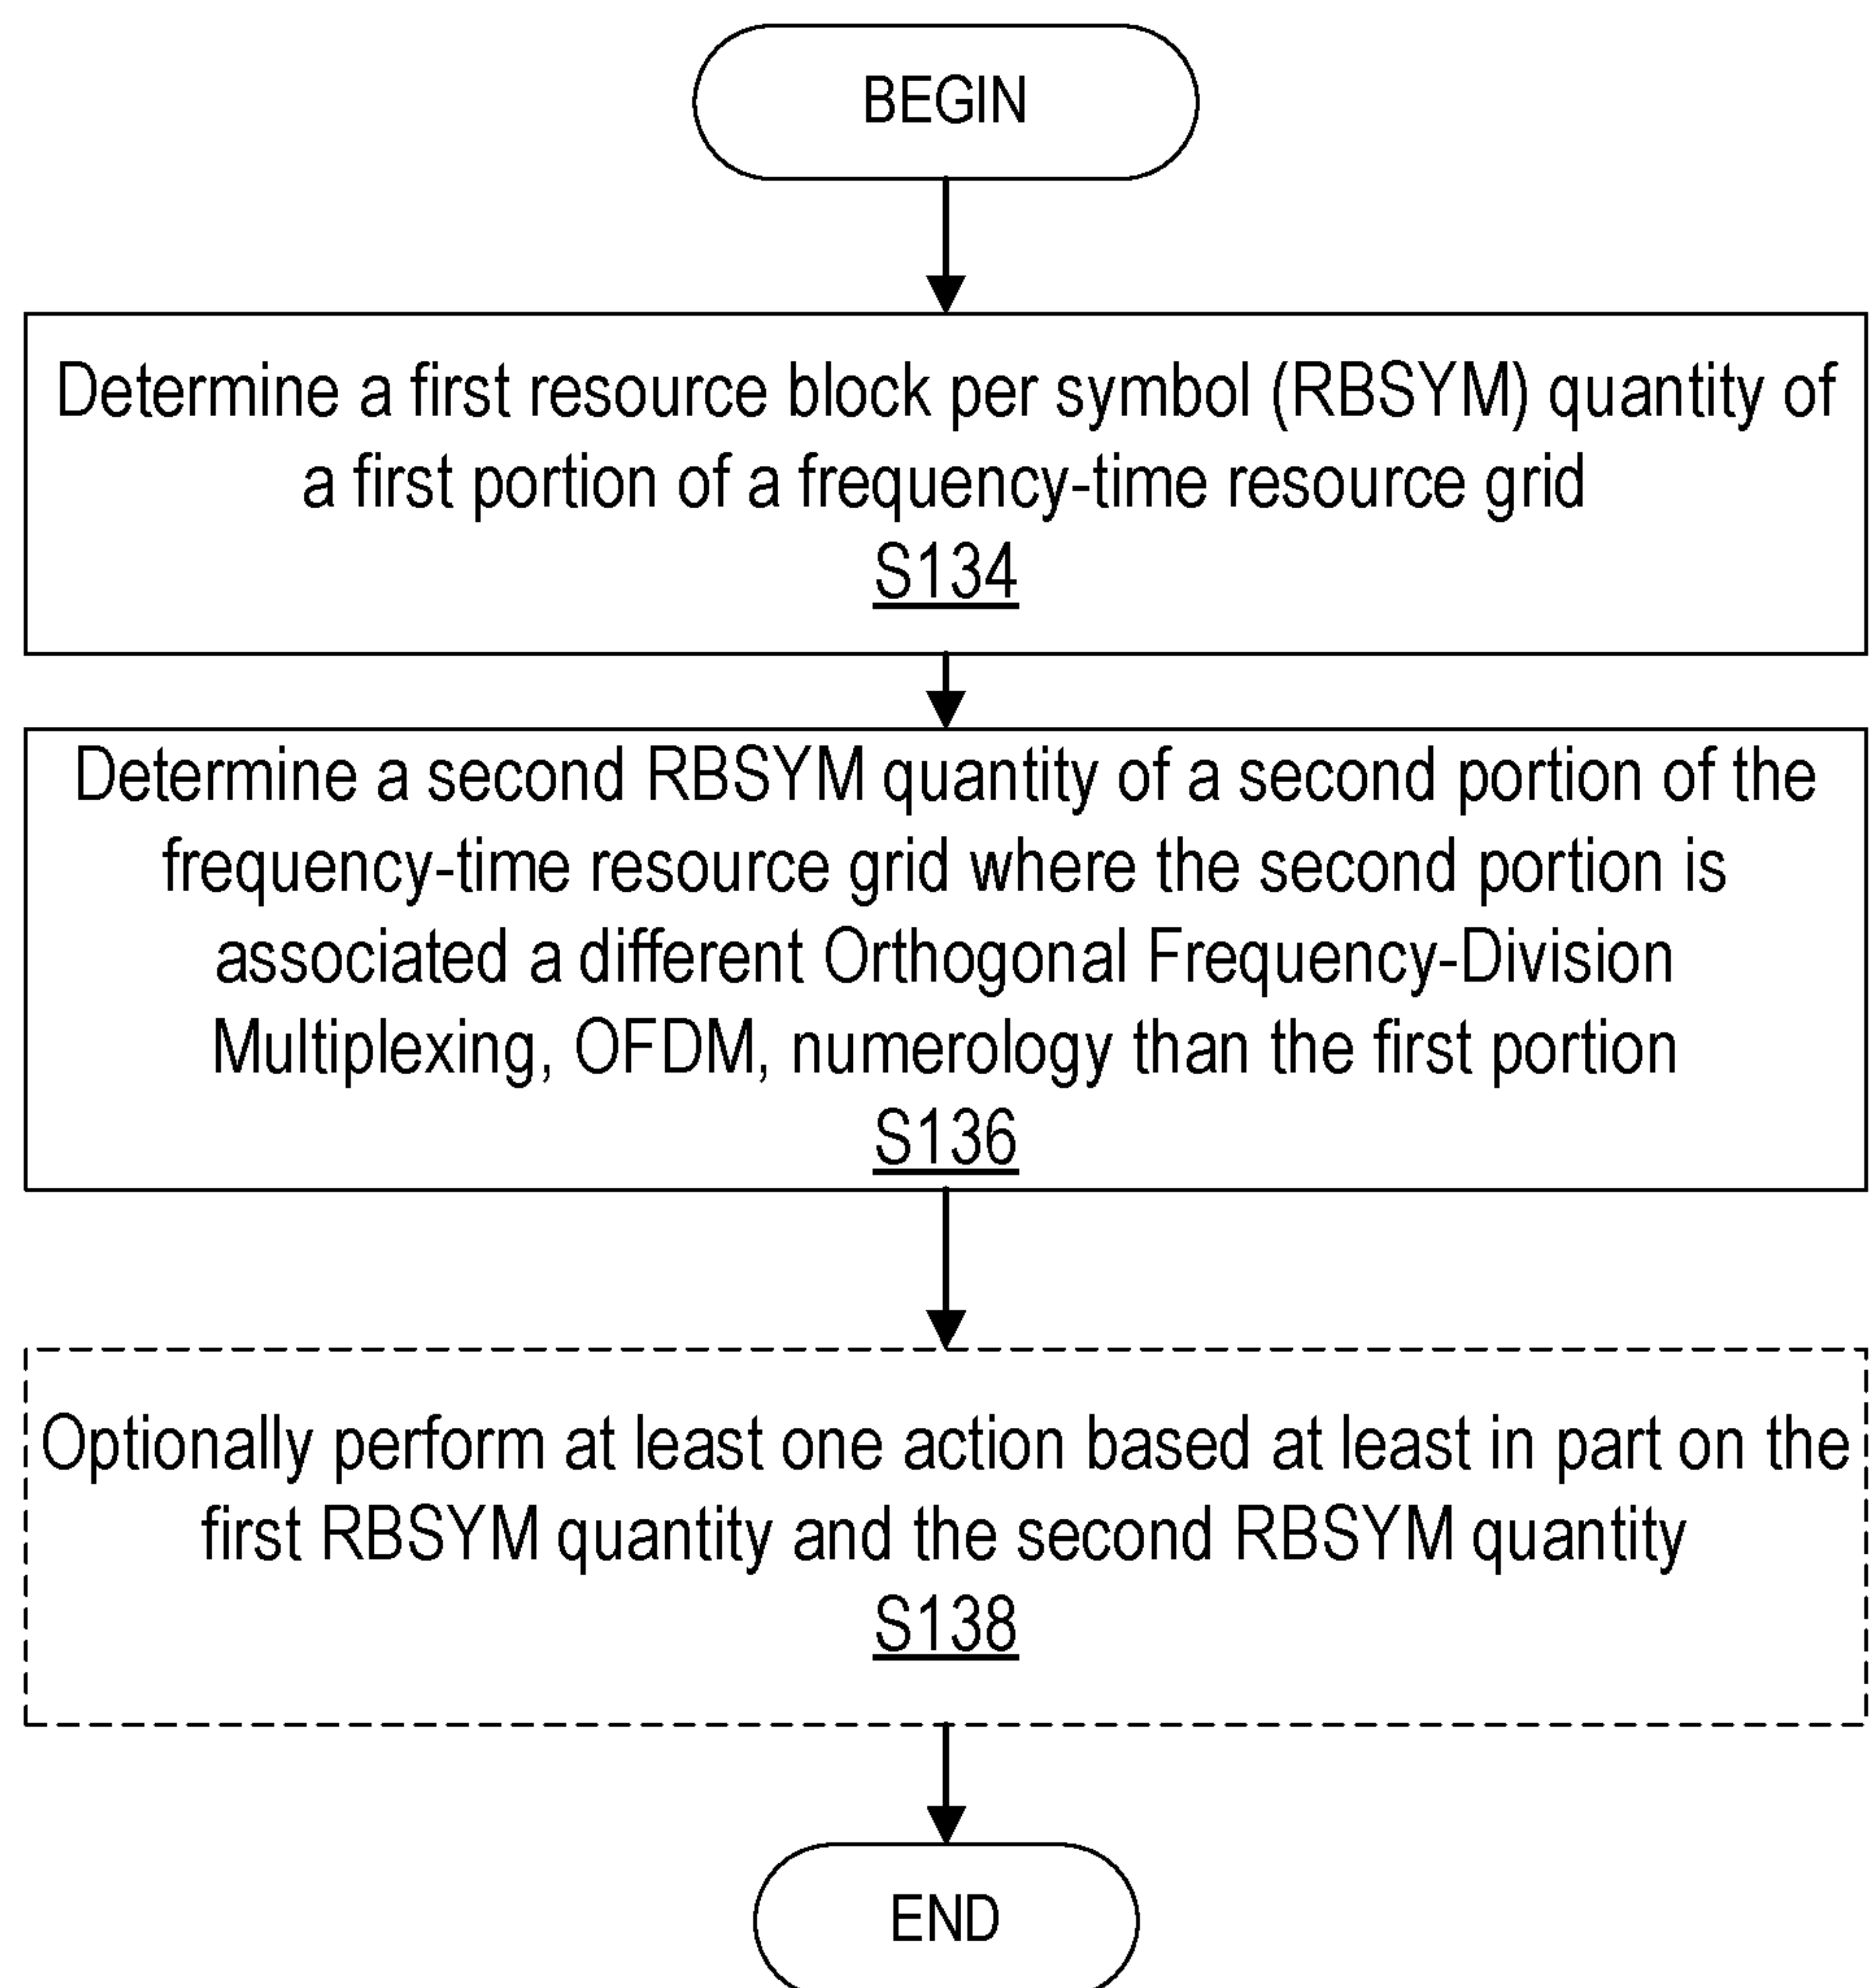 BEGIN
Determine a first resource block per symbol (RBSYM) quantity of
a first portion of a frequency-time resource grid
S134
Determine a second RBSYM quantity of a second portion of the
frequency-time resource grid where the second portion is
associated a different Orthogonal Frequency-Division
Multiplexing, OFDM, numerology than the first portion
S136
Optionally perform at least one action based at least in part on the
first RBSYM quantity and the second RBSYM quantity
S138
END